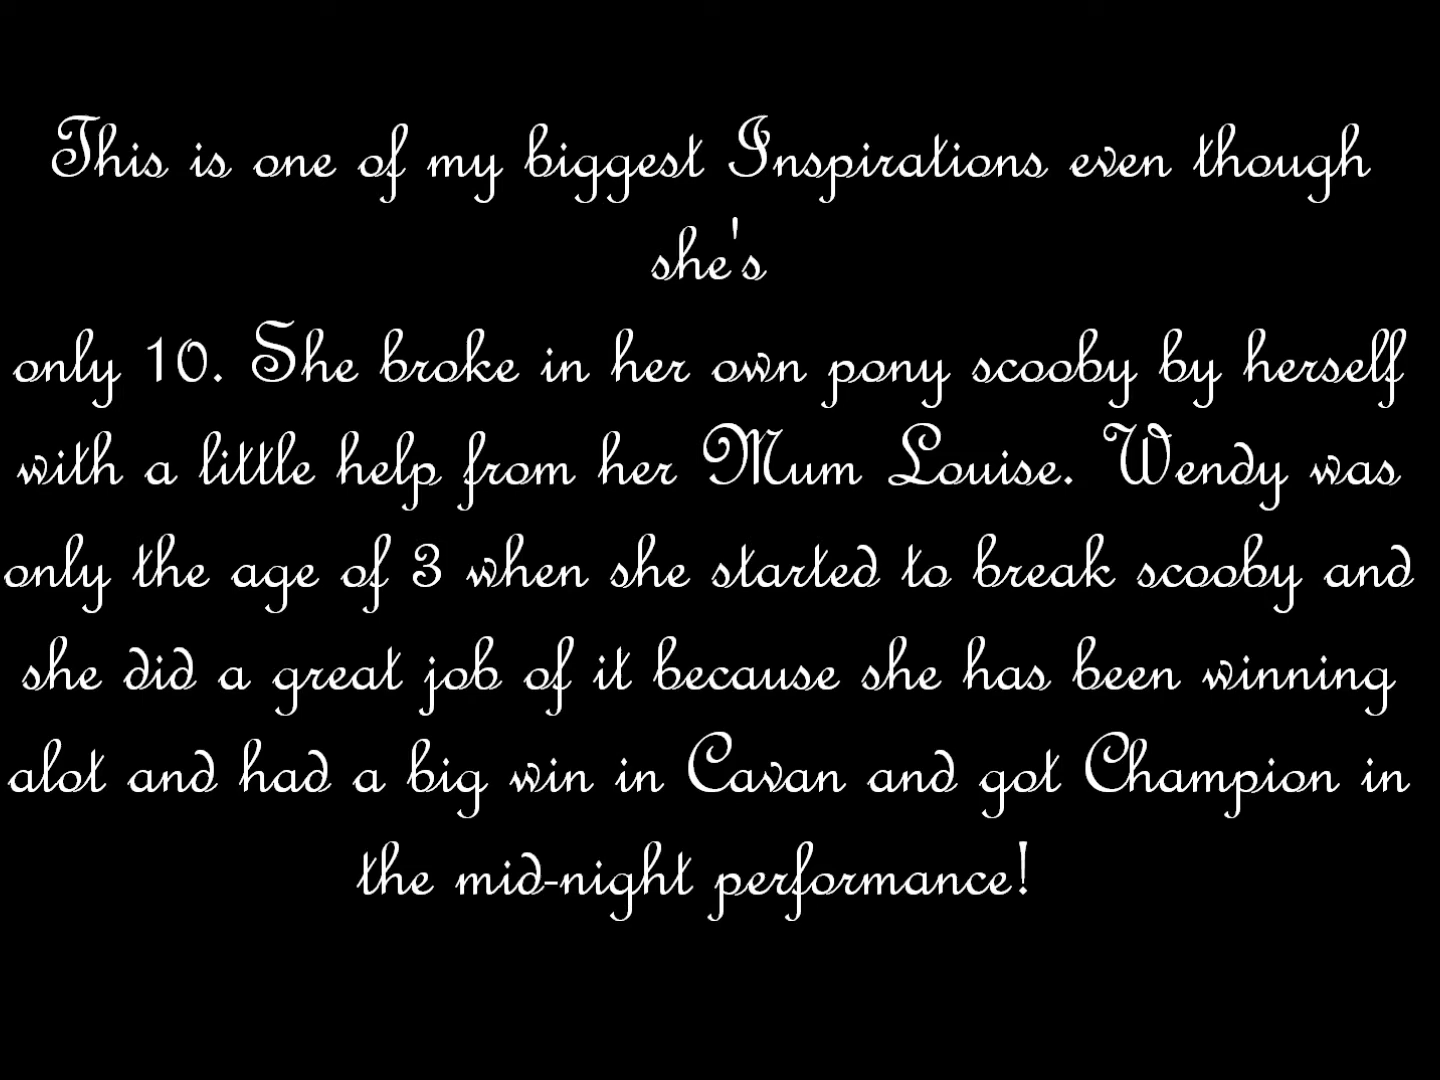 This is one of my biggest Inspirations even though
she's
only 10. She broke in her own pony scooby by herself
with a little help from her Mum Louise. Wendy was
only the age of 3 when she started to break scooby and
she did a great job of it because she has been winning
alot and had a big win in Cavan and got Champion in
the mid-night performance!